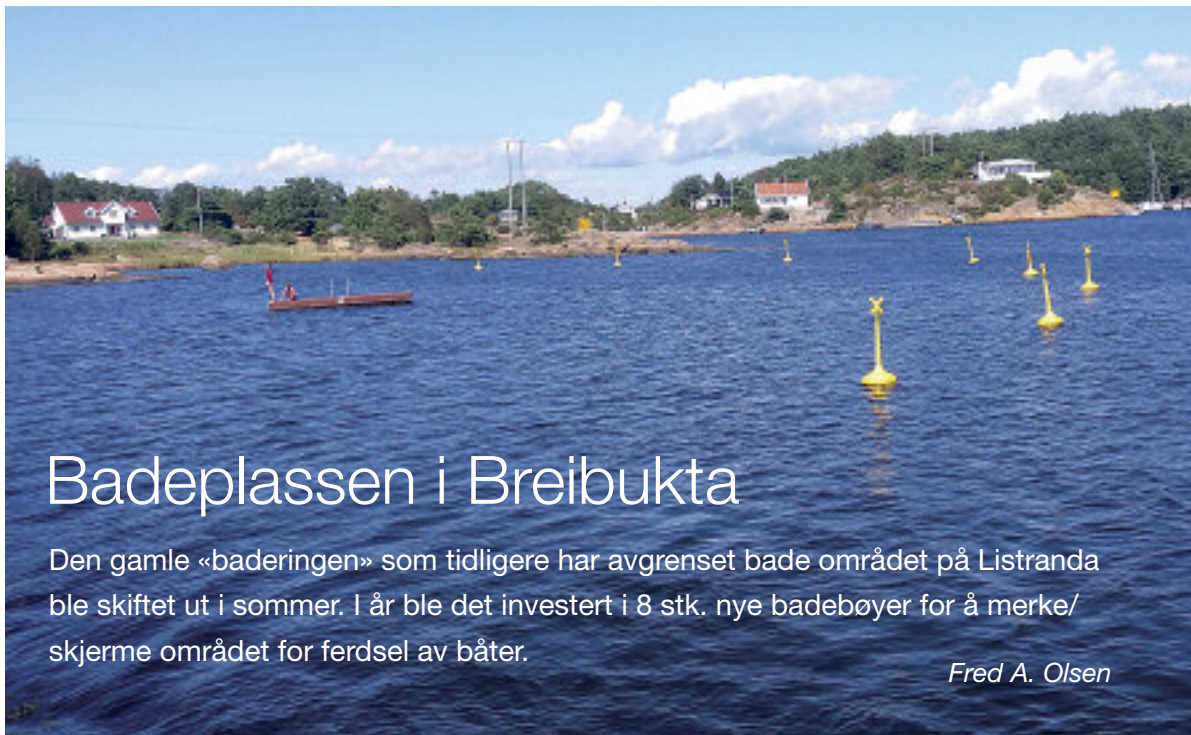 Badeplassen i Breibukta
Den gamle «baderingen» som tidligere har avgrenset bade området på Listranda
ble skiftet ut i sommer. I år ble det investert i 8 stk. nye badebøyer for å merke/
skjerme området for ferdsel av båter.
Fred A. Olsen